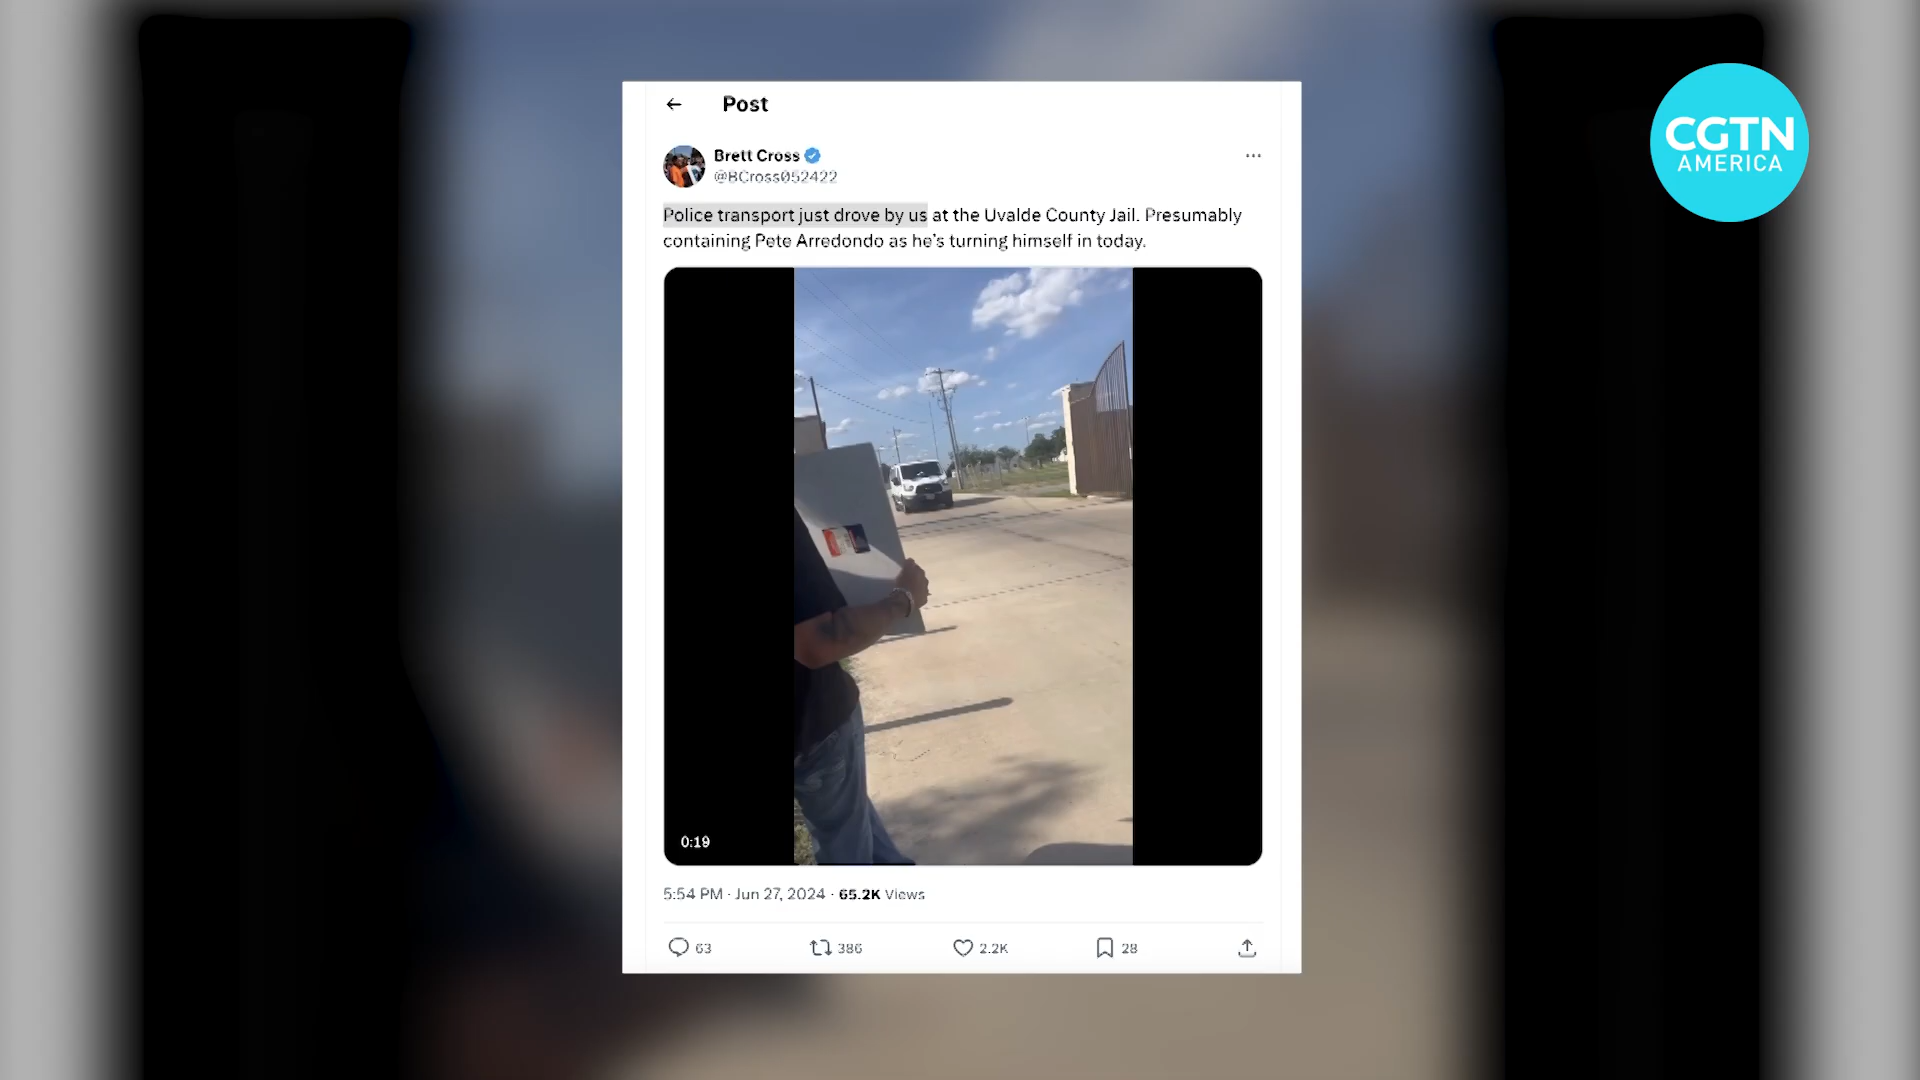 CGTN
AMERICA
Post
Brett Cross
@BCross052422
Police transport just drove by us at the Uvalde County Jail. Presumably
containing Pete Arredondo as he's turning himself in today.
0:19
5:54 PM · Jun 27, 2024 · 65.2K Views
63 386 2.2K 28